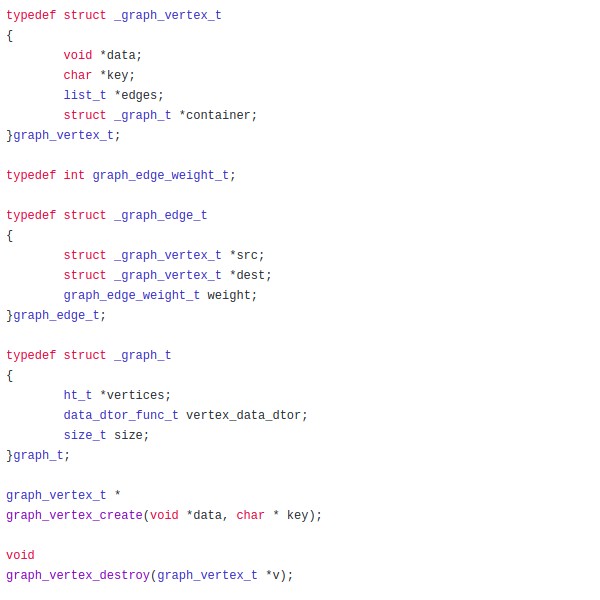 typedef struct _graph_vertex_t
{
        void *data;
        char *key;
        list_t *edges;
        struct _graph_t *container;
}graph_vertex_t;

typedef int graph_edge_weight_t;

typedef struct _graph_edge_t
{
        struct _graph_vertex_t *src;
        struct _graph_vertex_t *dest;
        graph_edge_weight_t weight;
}graph_edge_t;

typedef struct _graph_t
{
        ht_t *vertices;
        data_dtor_func_t vertex_data_dtor;
        size_t size;
}graph_t;

graph_vertex_t *
graph_vertex_create(void *data, char * key);

void
graph_vertex_destroy(graph_vertex_t *v);